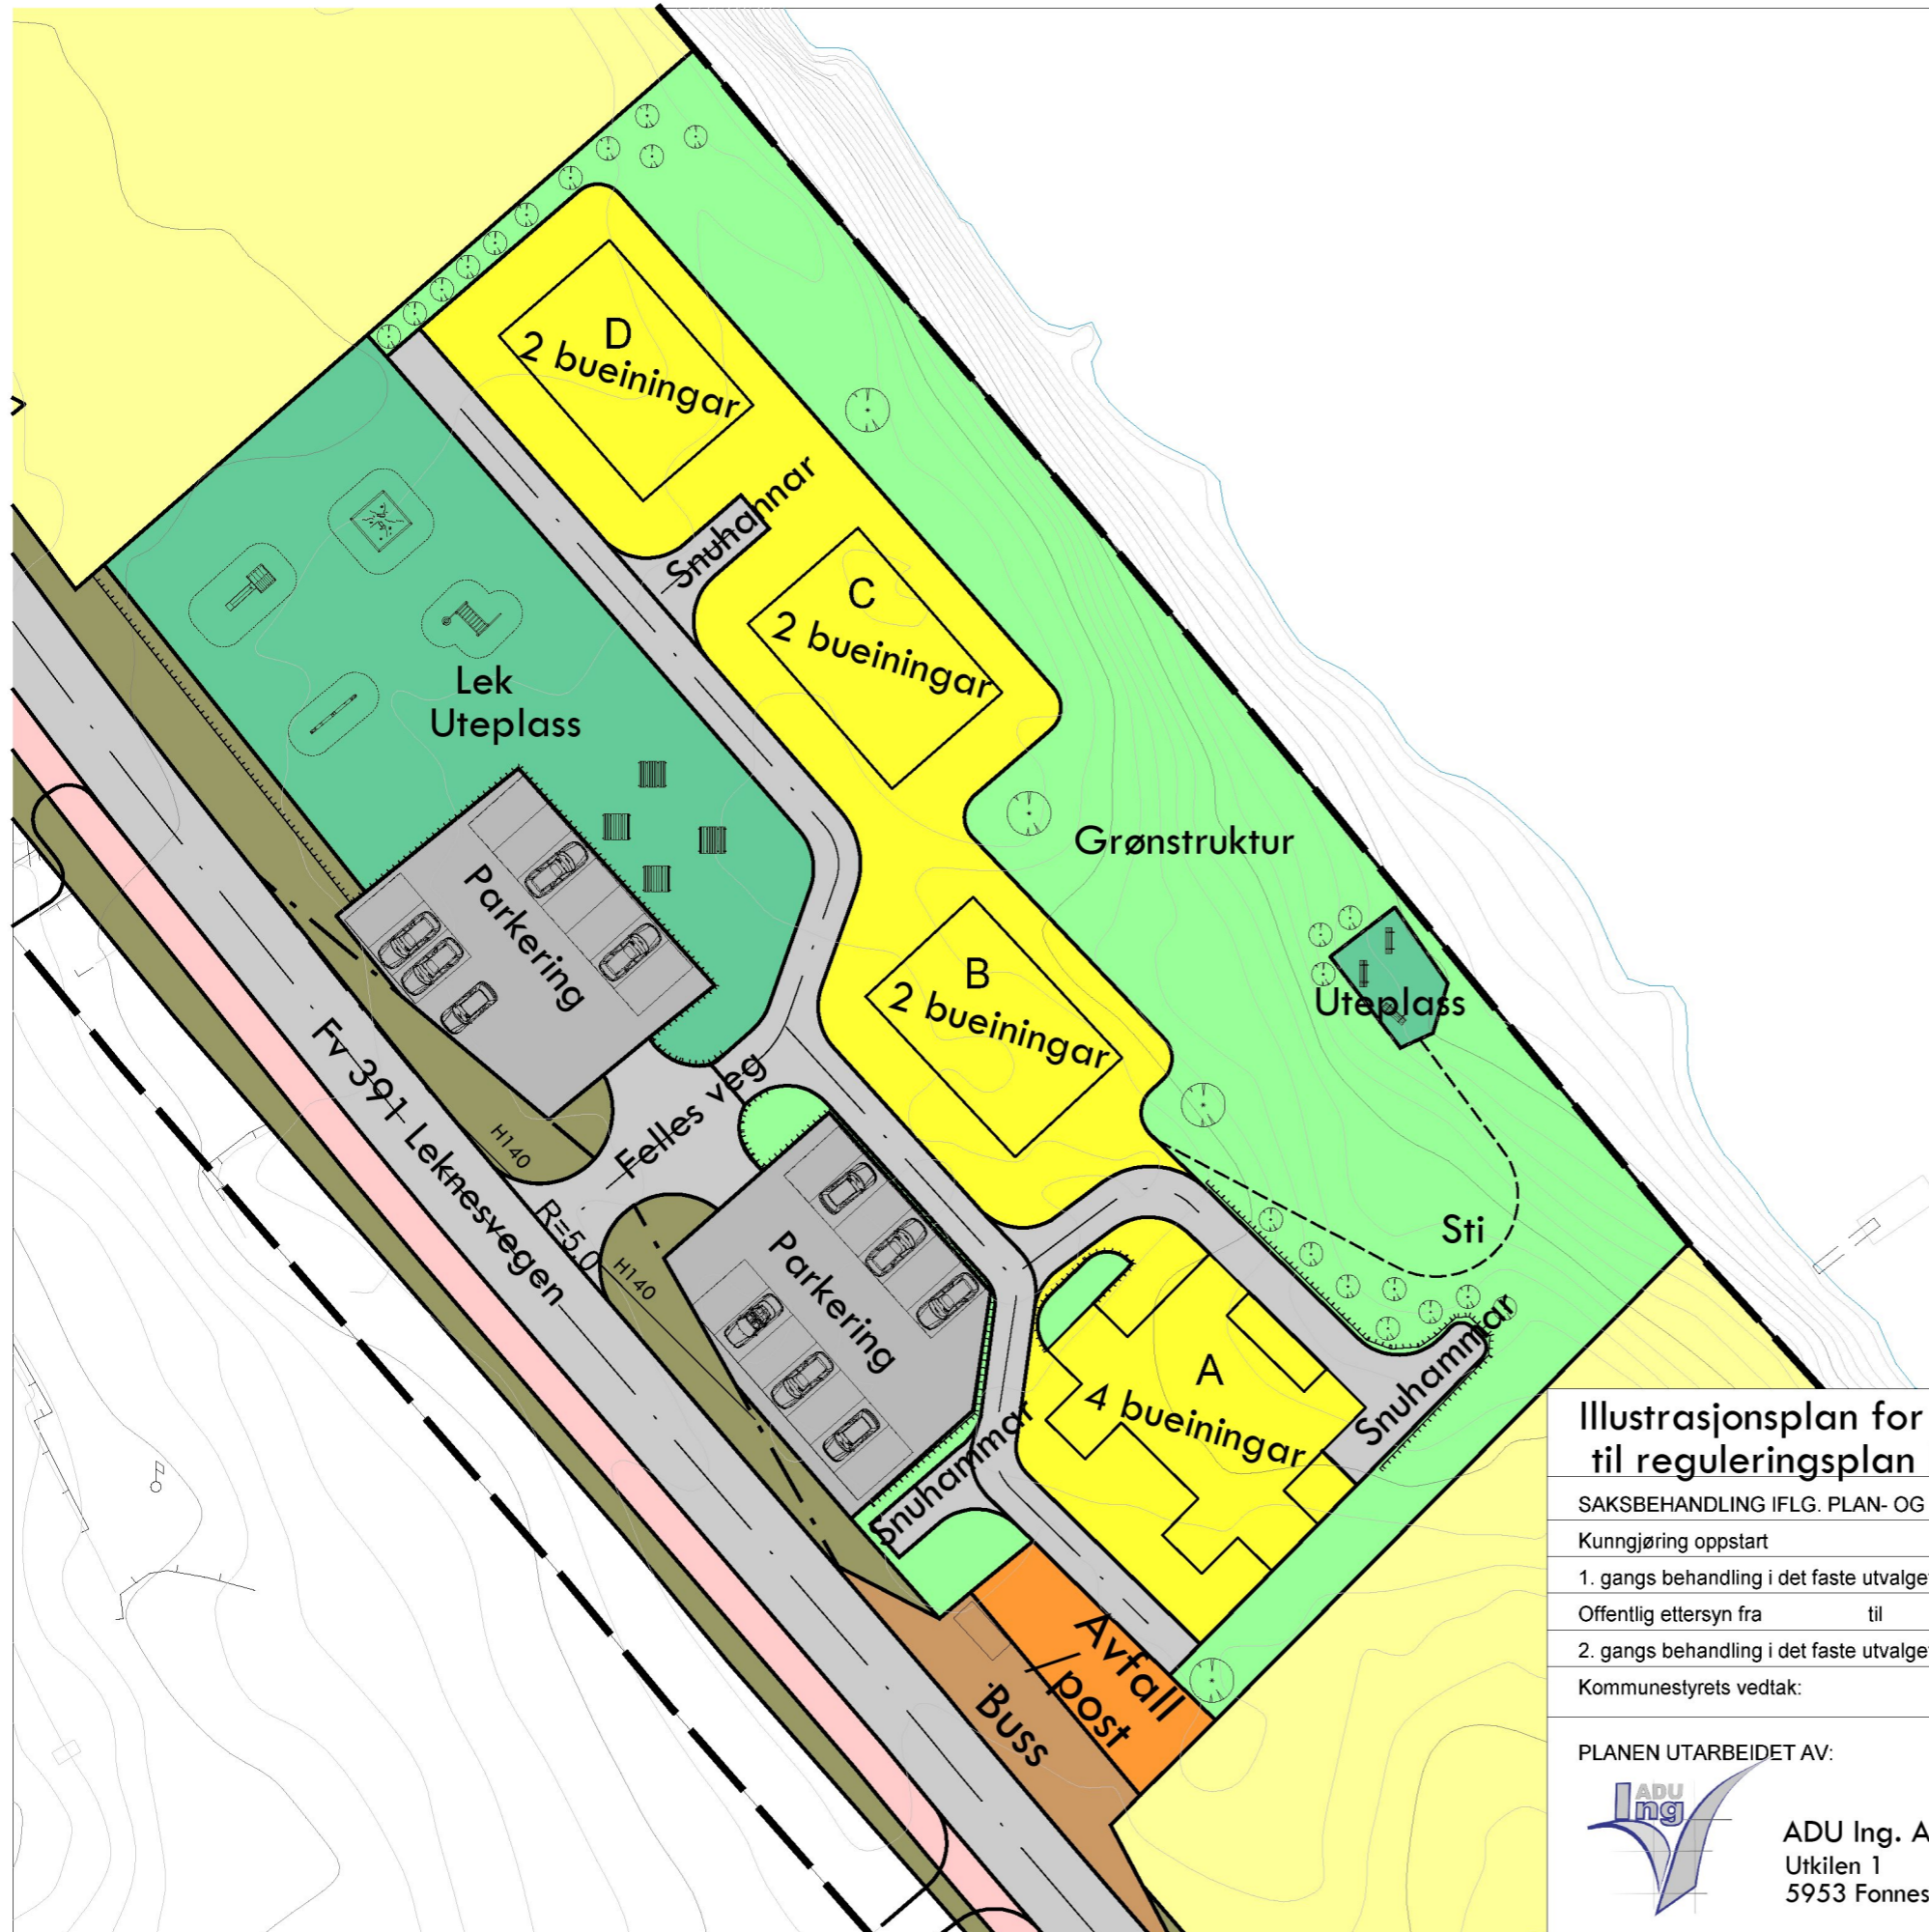 D
2 bueiningar
Snuhannar
C
2 bueiningar
Lek
Uteplass
Grønstruktur
Parkering
B
2 bueiningar
Uteplass
Fv 391 Leknesvegen
H140
Felles veg
R=5,0
H140
Sti
Parkering
A
4 bueiningar
Snuhammar
Snuhammar
Avfall
/post
Buss
Illustrasjonsplan for
til reguleringsplan
SAKSBEHANDLING IFLG. PLAN- OG
Kunngjøring oppstart
1. gangs behandling i det faste utvalge
Offentlig ettersyn fra til
2. gangs behandling i det faste utvalge
Kommunestyrets vedtak:
PLANEN UTARBEIDET AV:
ADU
Ing
ADU Ing. A
Utkilen 1
5953 Fonnes